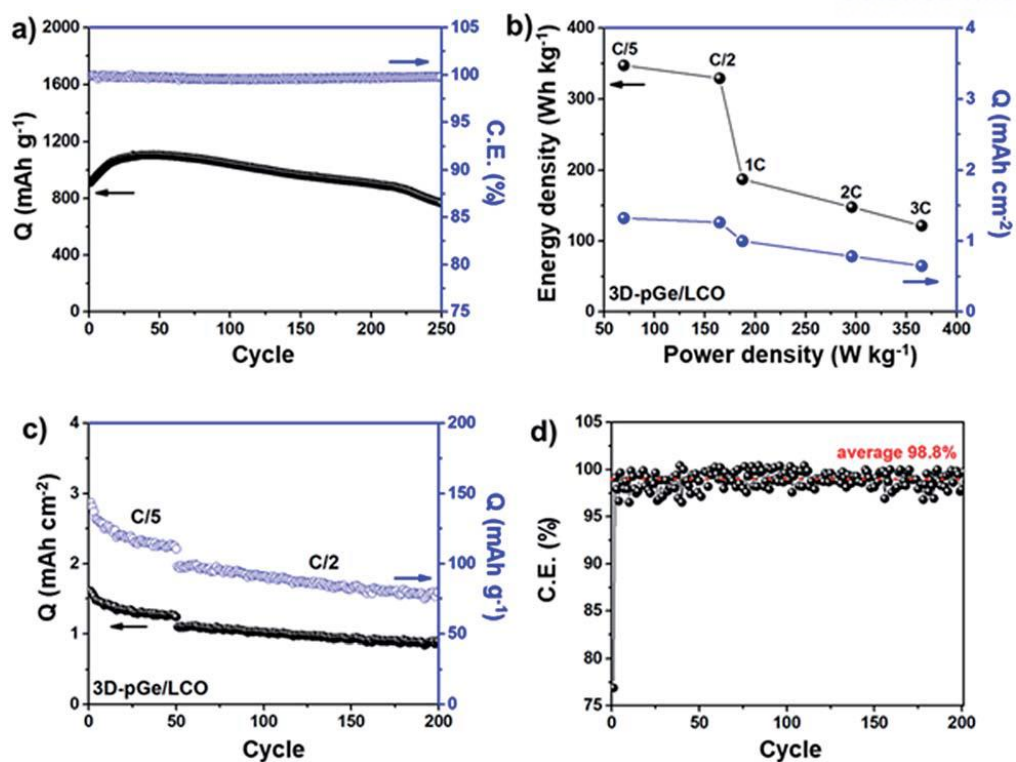 a)
2000
1600
1200
800
400
0
Q (mAh g-1)
105
100
95
90
85
80
75
C.E. (%)
0 50 100 150 200 250
Cycle
b)
400
300
200
100
0
Energy density (Wh kg-1)
C/5
C/2
1C
2C
3C
3D-pGe/LCO
4
3
2
1
0
Q (mAh cm-2)
50 100 150 200 250 300 350 400
Power density (W kg-1)
c)
4
3
2
1
0
Q (mAh cm-2)
C/5
C/2
3D-pGe/LCO
200
150
100
50
0
Q (mAh g-1)
0 50 100 150 200
Cycle
d)
105
100
95
90
85
80
75
C.E. (%)
average 98.8%
0 50 100 150 200
Cycle